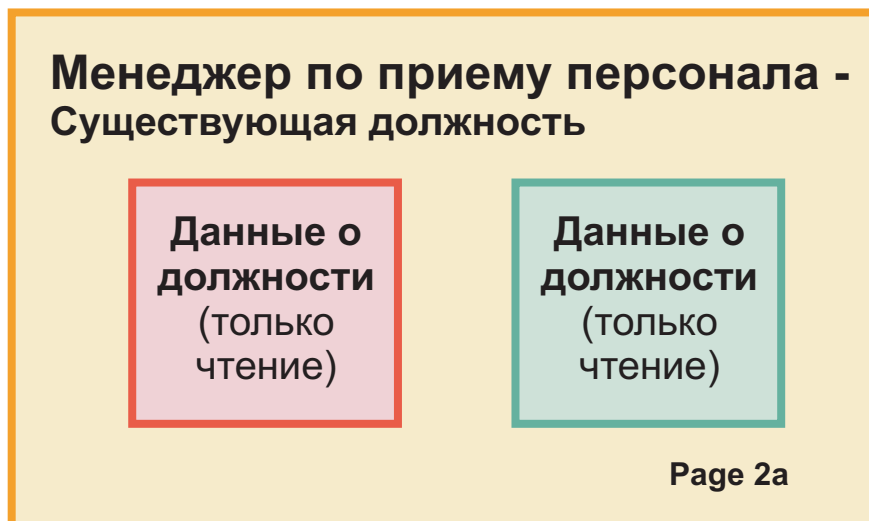 Менеджер по приему персонала -
Существующая должность
Данные о
должности
(только
чтение)
Данные о
должности
(только
чтение)
Page 2a